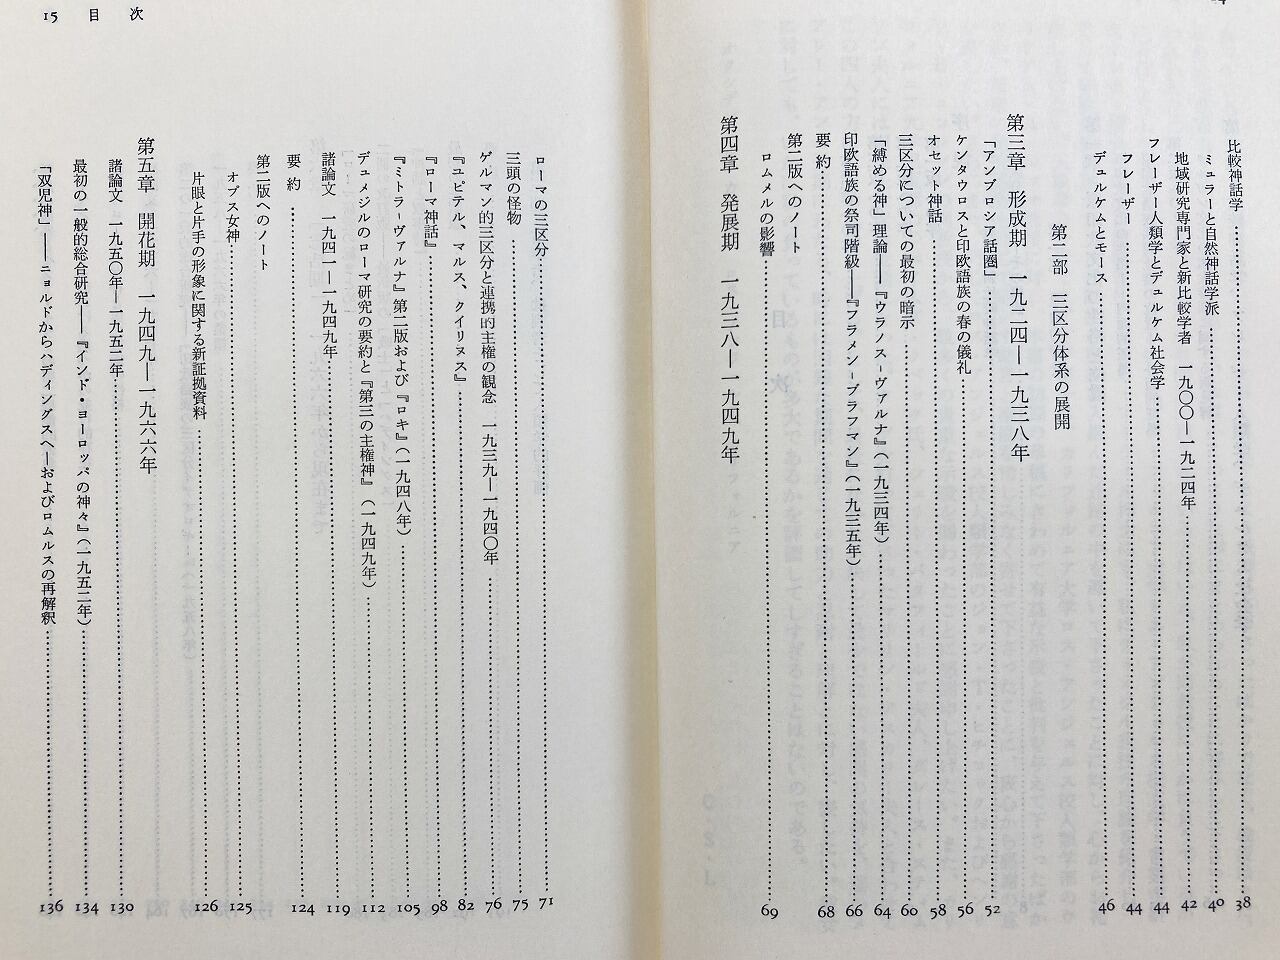 比較神話学 38
ミュラーと自然神話学派 40
地域研究専門家と新比較学者 一九〇〇―一九二四年 42
フレーザー人類学とデュルケム社会学 44
フレーザー 44
デュルケムとモース 46
第二部 三区分体系の展開
第三章 形成期 一九二四―一九三八年
「アンブロシア話圏」 52
ケンタウロスと印欧語族の春の儀礼 56
オセット神話 58
三区分についての最初の暗示 60
「縛める神」理論――『ウラノス-ヴァルナ』(一九三四年) 64
印欧語族の祭司階級――『フラメン-ブラフマン』(一九三五年) 66
要約 68
第二版へのノート
ロムメルの影響 69
第四章 発展期 一九三八―一九四九年
15 目次
ローマの三区分 71
三頭の怪物 75
ゲルマン的三区分と連携的主権の観念 一九三九―一九四〇年 76
『ユピテル、マルス、クイリヌス』 82
『ローマ神話』 98
『ミトラ-ヴァルナ』第二版および『ロキ』(一九四八年) 105
デュメジルのローマ研究の要約と『第三の主権神』(一九四九年) 112
諸論文 一九四一―一九四九年 119
要約 124
第二版へのノート
オプス女神 125
片眼と片手の形象に関する新証拠資料 126
第五章 開花期 一九四九―一九六六年
諸論文 一九五〇年―一九五二年 130
最初の一般的総合研究――『インド・ヨーロッパの神々』(一九五二年) 134
「双児神」――ニョルドからハディングスへ―およびロムルスの再解釈 136